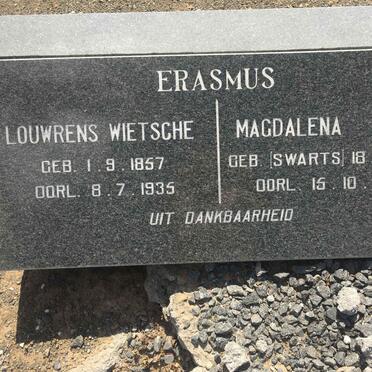 ERASMUS
LOUWRENS WIETSCHE
GEB. 1. 9. 1857
OORL. 8. 7. 1935
MAGDALENA
GEB [SWARTS] 18
OORL. 15. 10.
UIT DANKBAARHEID